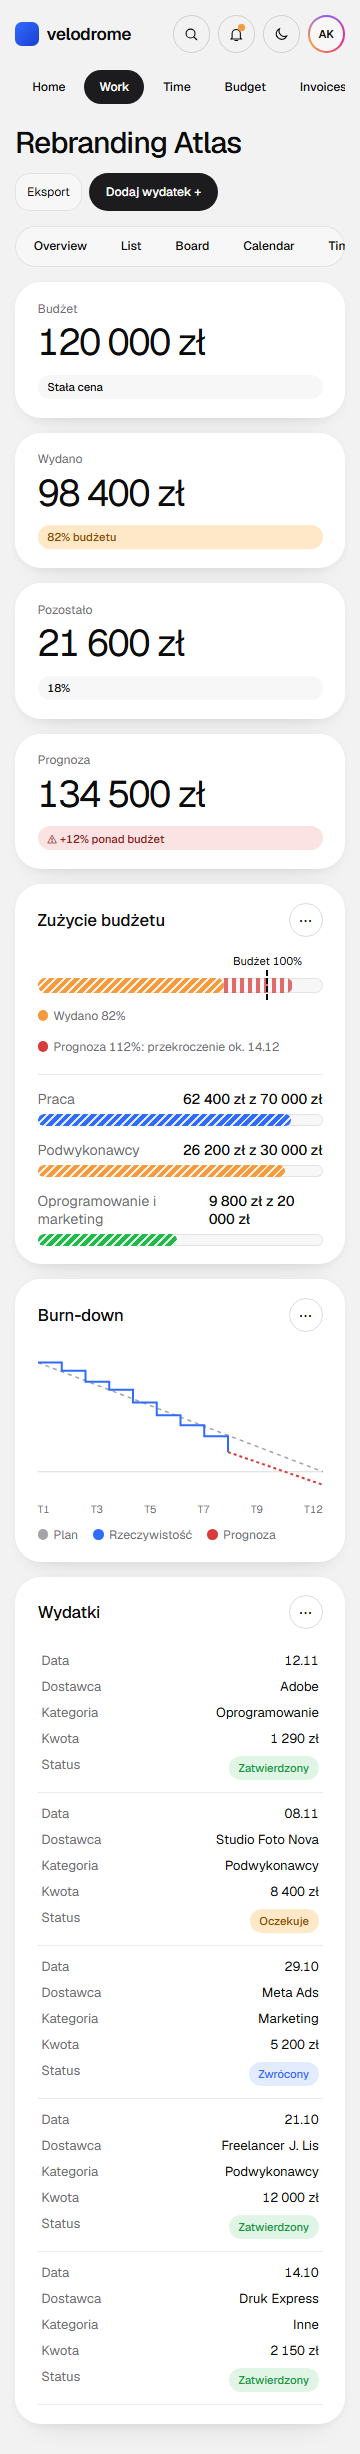 velodrome
AK
Home Work Time Budget Invoices
Rebranding Atlas
Eksport Dodaj wydatek +
Overview List Board Calendar
Budżet
120 000 zł
Stała cena
Wydano
98 400 zł
82% budżetu
Pozostało
21 600 zł
18%
Prognoza
134 500 zł
⚠ +12% ponad budżet
Zużycie budżetu
Budżet 100%
Wydano 82%
Prognoza 112%: przekroczenie ok. 14.12
Praca 62 400 zł z 70 000 zł
Podwykonawcy 26 200 zł z 30 000 zł
Oprogramowanie i 9 800 zł z 20
marketing 000 zł
Burn-down
T1 T3 T5 T7 T9 T12
Plan Rzeczywistość Prognoza
Wydatki
Data 12.11
Dostawca Adobe
Kategoria Oprogramowanie
Kwota 1 290 zł
Status Zatwierdzony
Data 08.11
Dostawca Studio Foto Nova
Kategoria Podwykonawcy
Kwota 8 400 zł
Status Oczekuje
Data 29.10
Dostawca Meta Ads
Kategoria Marketing
Kwota 5 200 zł
Status Zwrócony
Data 21.10
Dostawca Freelancer J. Lis
Kategoria Podwykonawcy
Kwota 12 000 zł
Status Zatwierdzony
Data 14.10
Dostawca Druk Express
Kategoria Inne
Kwota 2 150 zł
Status Zatwierdzony